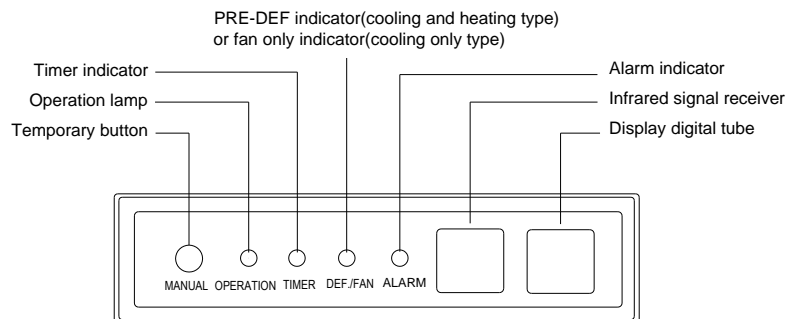 PRE-DEF indicator(cooling and heating type)
or fan only indicator(cooling only type)
Timer indicator
Alarm indicator
Operation lamp
Infrared signal receiver
Temporary button
Display digital tube
MANUAL OPERATION TIMER DEF./FAN ALARM